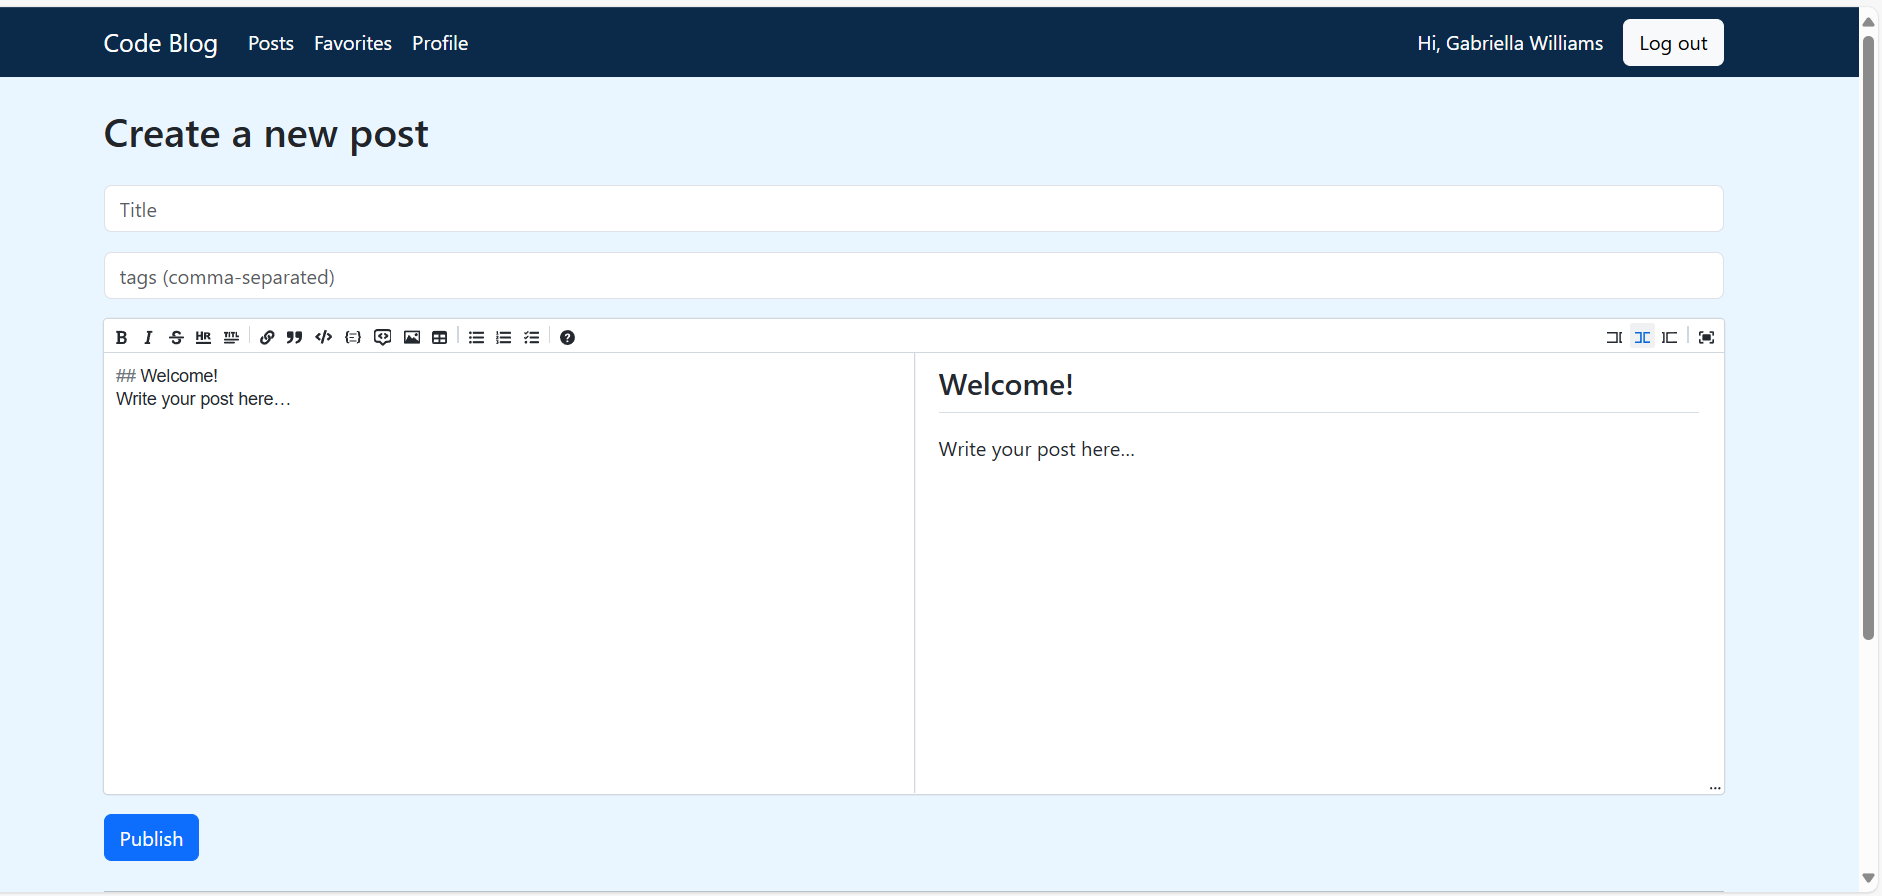 Code Blog Posts Favorites Profile Hi, Gabriella Williams Log out
Create a new post
Title
tags (comma-separated)
B I S HR TITL
## Welcome!
Write your post here...
Welcome!
Write your post here...
Publish